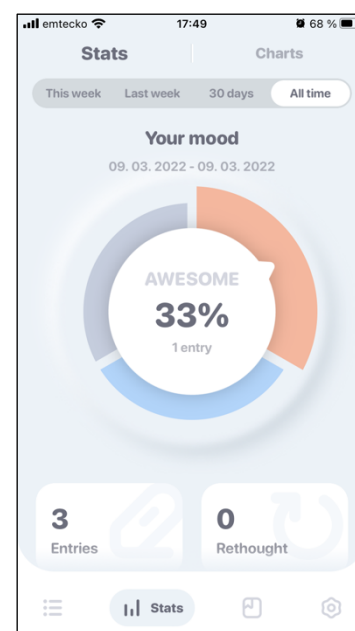 emtecko 17:49 68 %
Stats Charts
This week Last week 30 days All time
Your mood
09. 03. 2022 - 09. 03. 2022
AWESOME
33%
1 entry
3 0
Entries Rethought
Stats